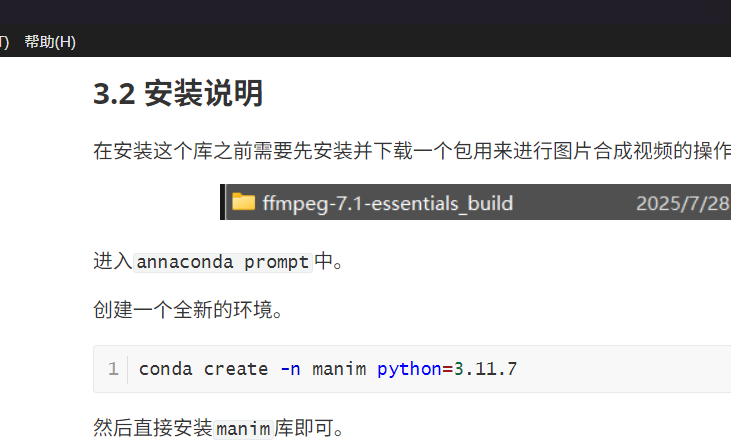 T) 帮助(H)
3.2 安装说明
在安装这个库之前需要先安装并下载一个包用来进行图片合成视频的操作
ffmpeg-7.1-essentials_build 2025/7/28
进入annaconda prompt中。
创建一个全新的环境。
1 conda create -n manim python=3.11.7
然后直接安装manim库即可。